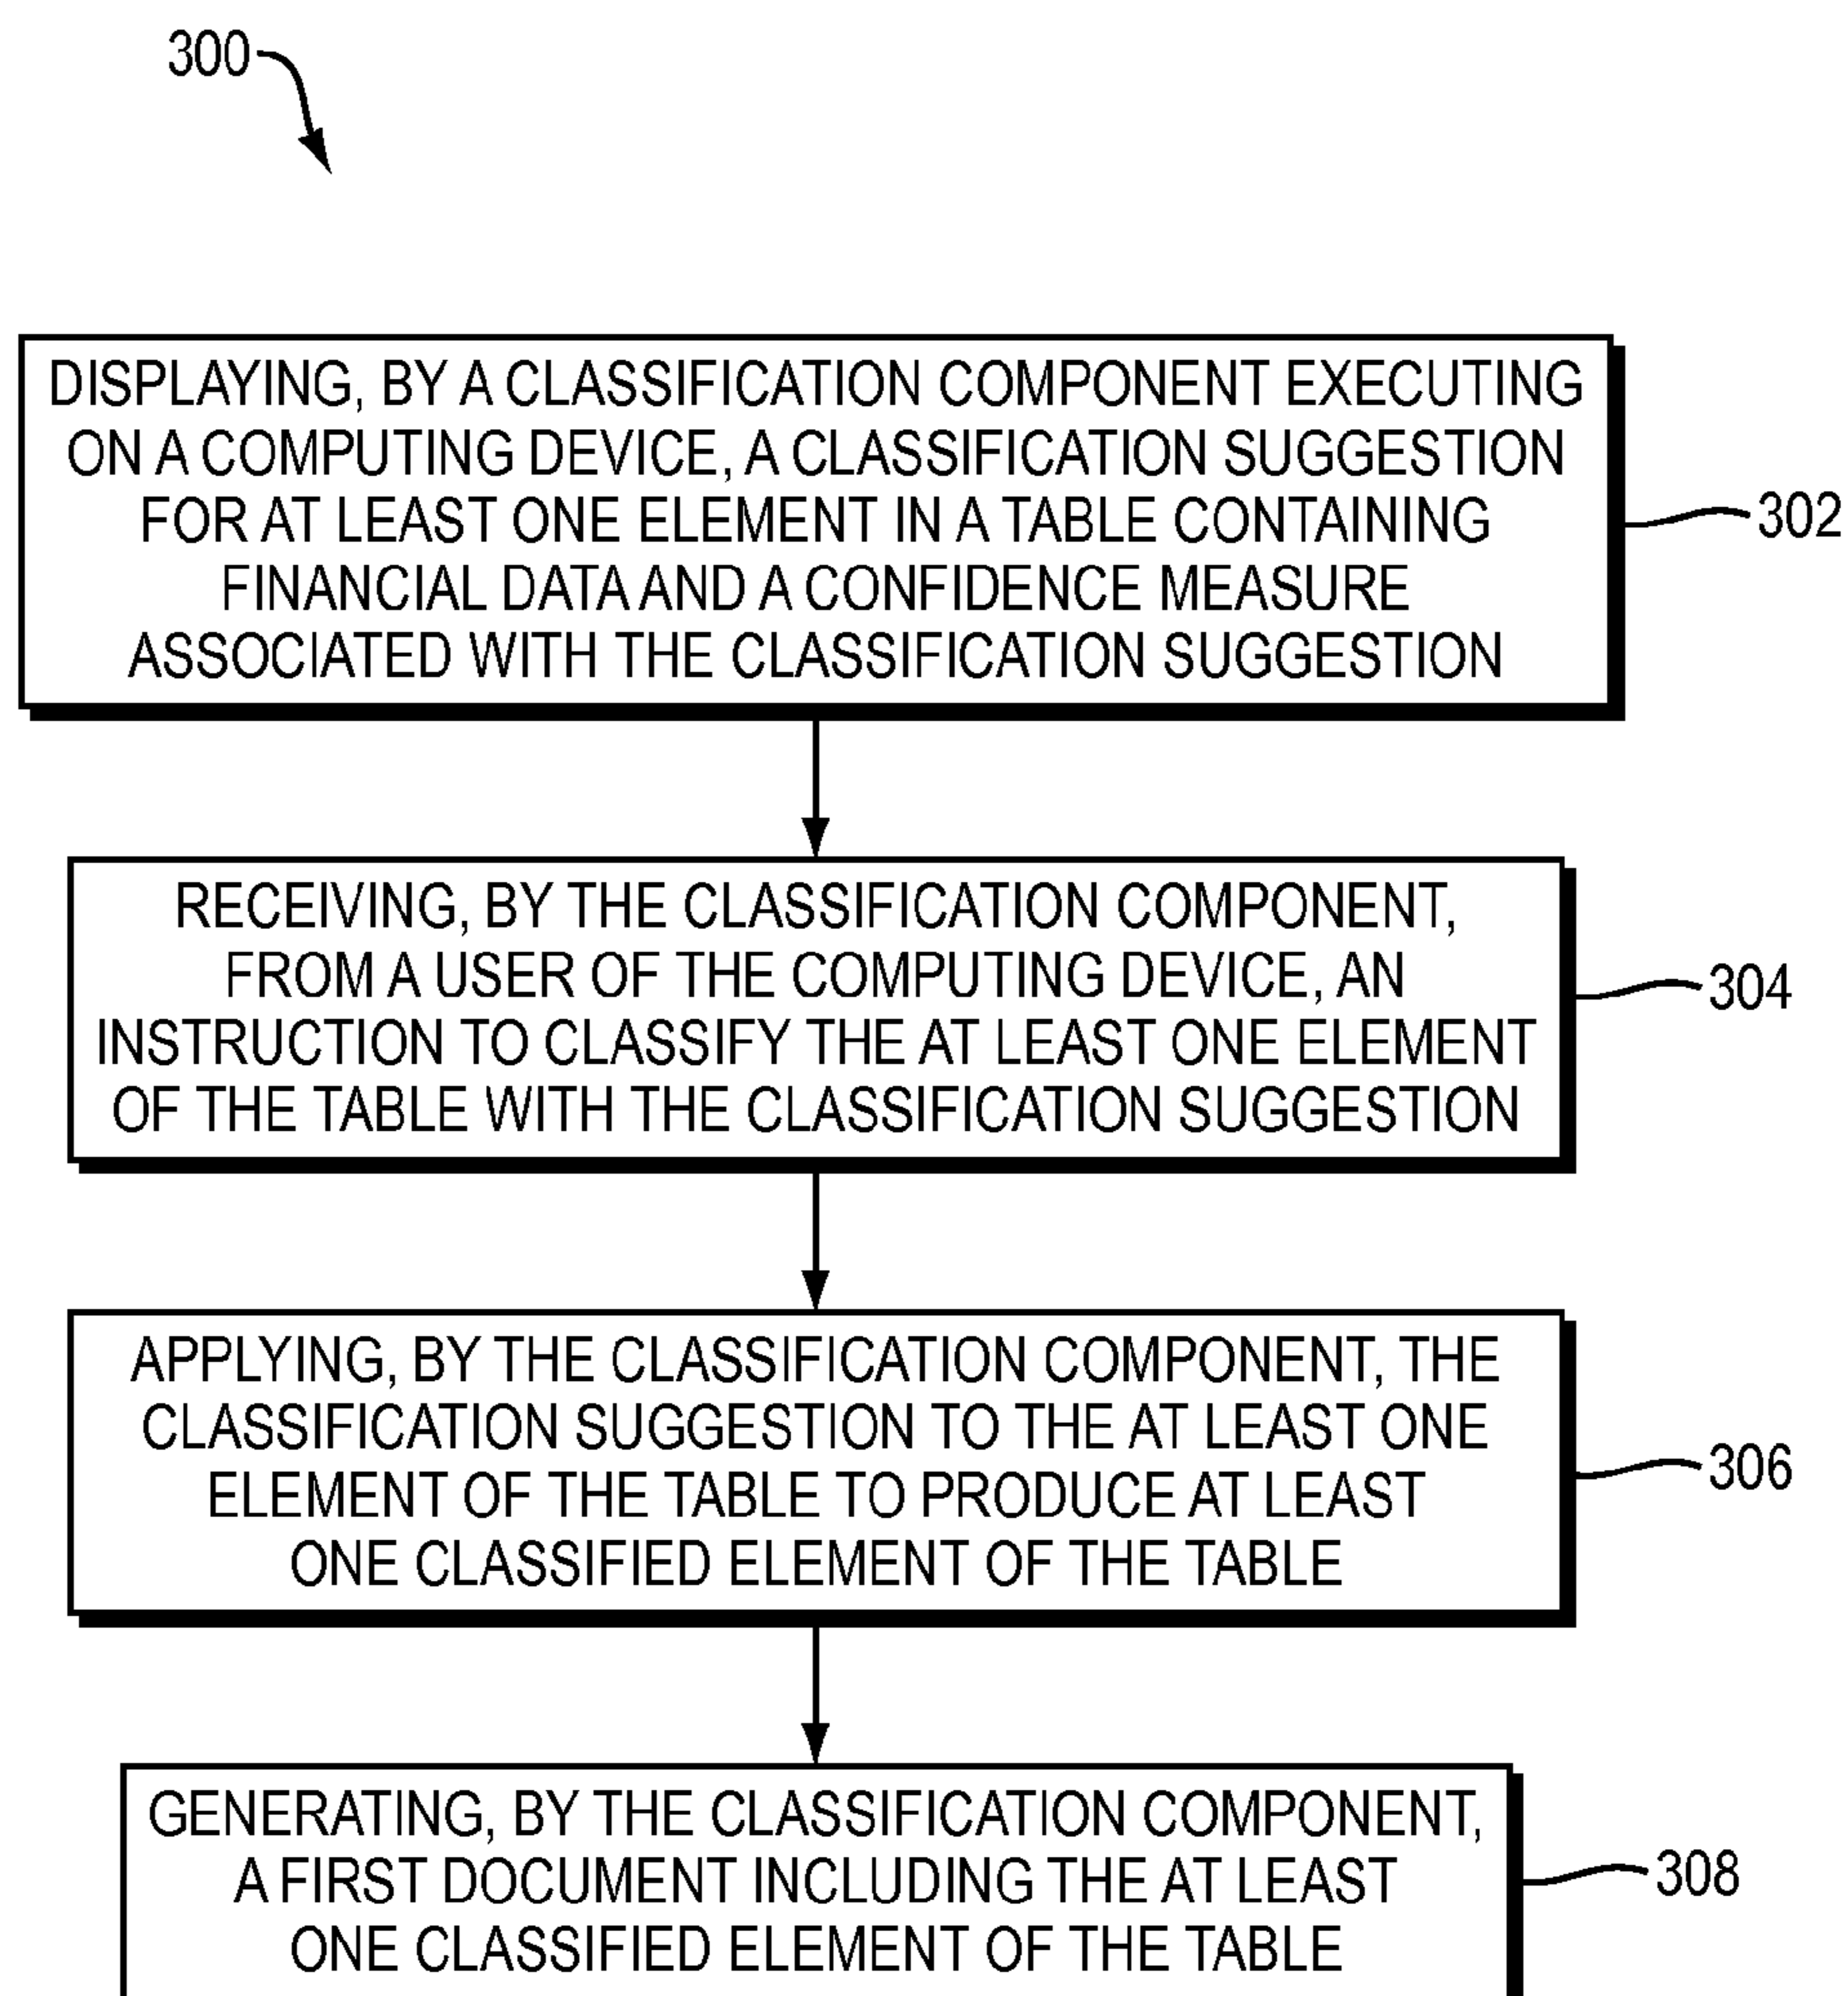 300
DISPLAYING, BY A CLASSIFICATION COMPONENT EXECUTING
ON A COMPUTING DEVICE, A CLASSIFICATION SUGGESTION
FOR AT LEAST ONE ELEMENT IN A TABLE CONTAINING
FINANCIAL DATA AND A CONFIDENCE MEASURE
ASSOCIATED WITH THE CLASSIFICATION SUGGESTION
302
RECEIVING, BY THE CLASSIFICATION COMPONENT,
FROM A USER OF THE COMPUTING DEVICE, AN
INSTRUCTION TO CLASSIFY THE AT LEAST ONE ELEMENT
OF THE TABLE WITH THE CLASSIFICATION SUGGESTION
304
APPLYING, BY THE CLASSIFICATION COMPONENT, THE
CLASSIFICATION SUGGESTION TO THE AT LEAST ONE
ELEMENT OF THE TABLE TO PRODUCE AT LEAST
ONE CLASSIFIED ELEMENT OF THE TABLE
306
GENERATING, BY THE CLASSIFICATION COMPONENT,
A FIRST DOCUMENT INCLUDING THE AT LEAST
ONE CLASSIFIED ELEMENT OF THE TABLE
308